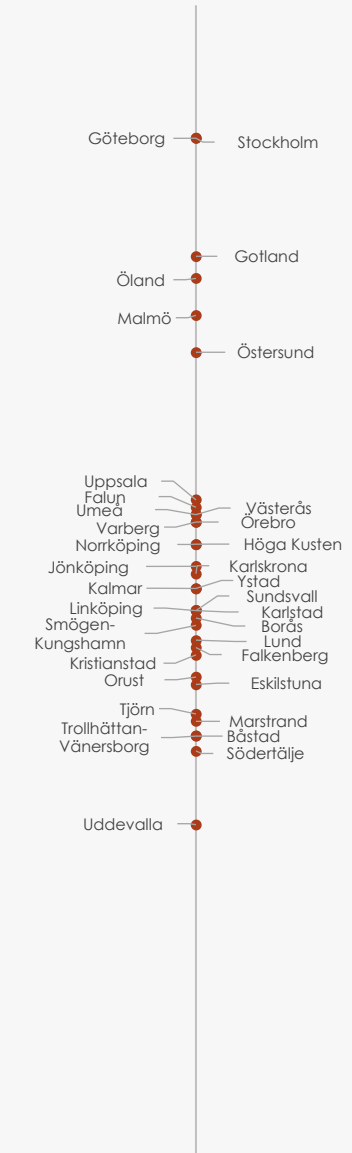 Göteborg
Stockholm
Gotland
Öland
Malmö
Östersund
Uppsala
Falun
Umeå
Västerås
Varberg
Örebro
Norrköping
Höga Kusten
Jönköping
Karlskrona
Kalmar
Ystad
Sundsvall
Linköping
Karlstad
Smögen-
Kungshamn
Borås
Lund
Falkenberg
Kristianstad
Orust
Eskilstuna
Tjörn
Marstrand
Trollhättan-
Vänersborg
Båstad
Södertälje
Uddevalla